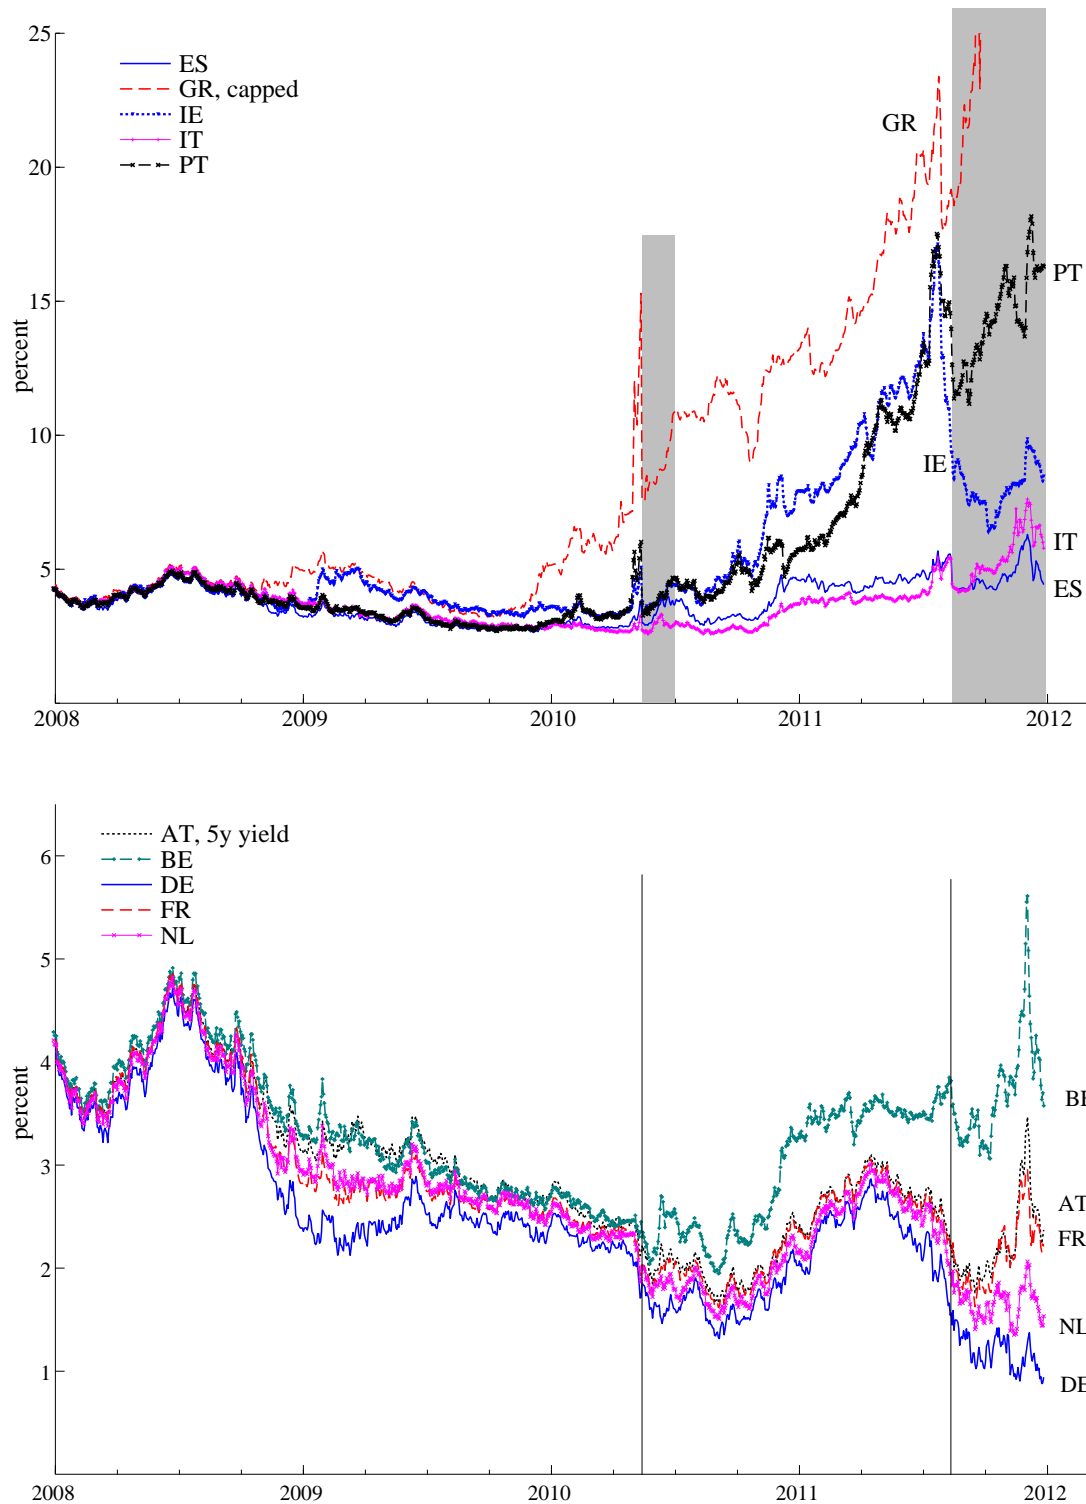 25
ES
GR, capped
IE
IT
PT
GR
20
15
PT
percent
10
IE
IT
5
ES
2008 2009 2010 2011 2012
AT, 5y yield
6
BE
DE
FR
NL
5
4
BE
percent
3
AT
FR
2
NL
1
DE
2008 2009 2010 2011 2012